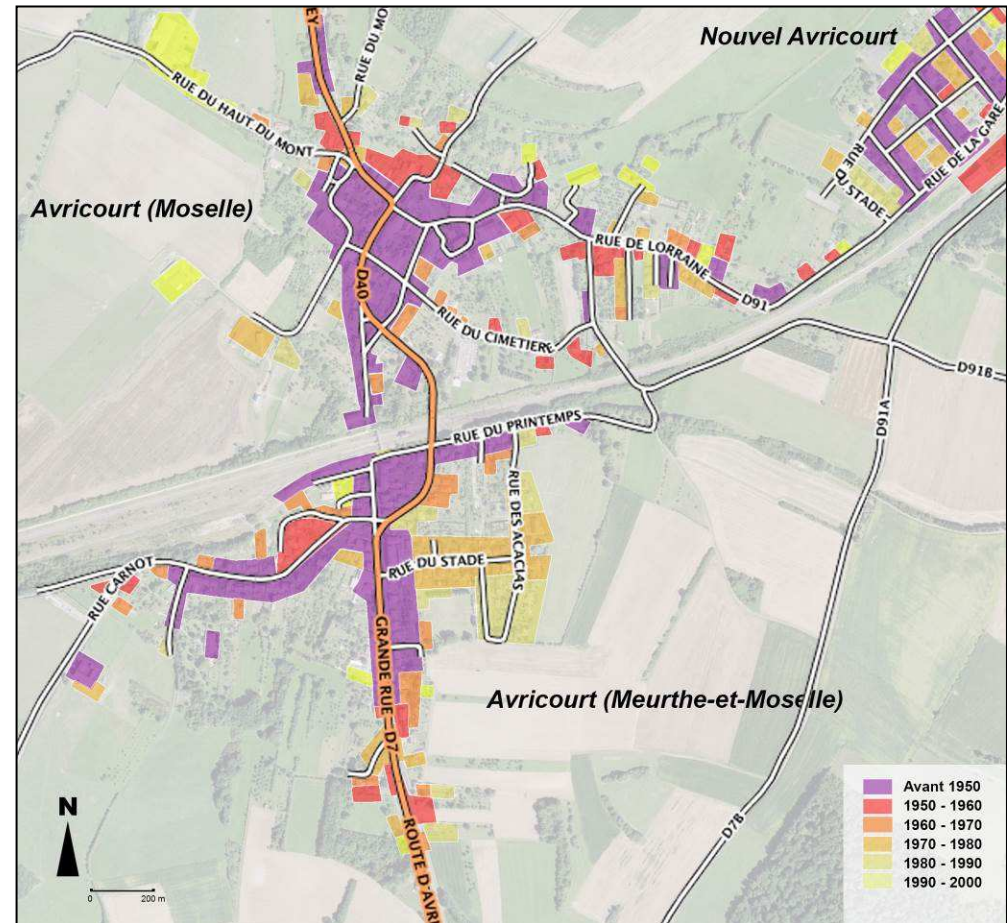 EY
RUE DU MO
Nouvel Avricourt
RUE DU HAUT DU MONT
RUE DE LA GARE
RUE DU STADE
Avricourt (Moselle)
RUE DE LORRAINE
D40
D91
RUE DU CIMETIERE
D91B
D91A
RUE DU PRINTEMPS
RUE DES ACACIAS
RUE DU STADE
RUE CARNOT
GRANDE RUE - D7
Avricourt (Meurthe-et-Moselle)
Avant 1950
1950 - 1960
1960 - 1970
1970 - 1980
1980 - 1990
1990 - 2000
N
D7B
ROUTE D'AVRI
0 200 m